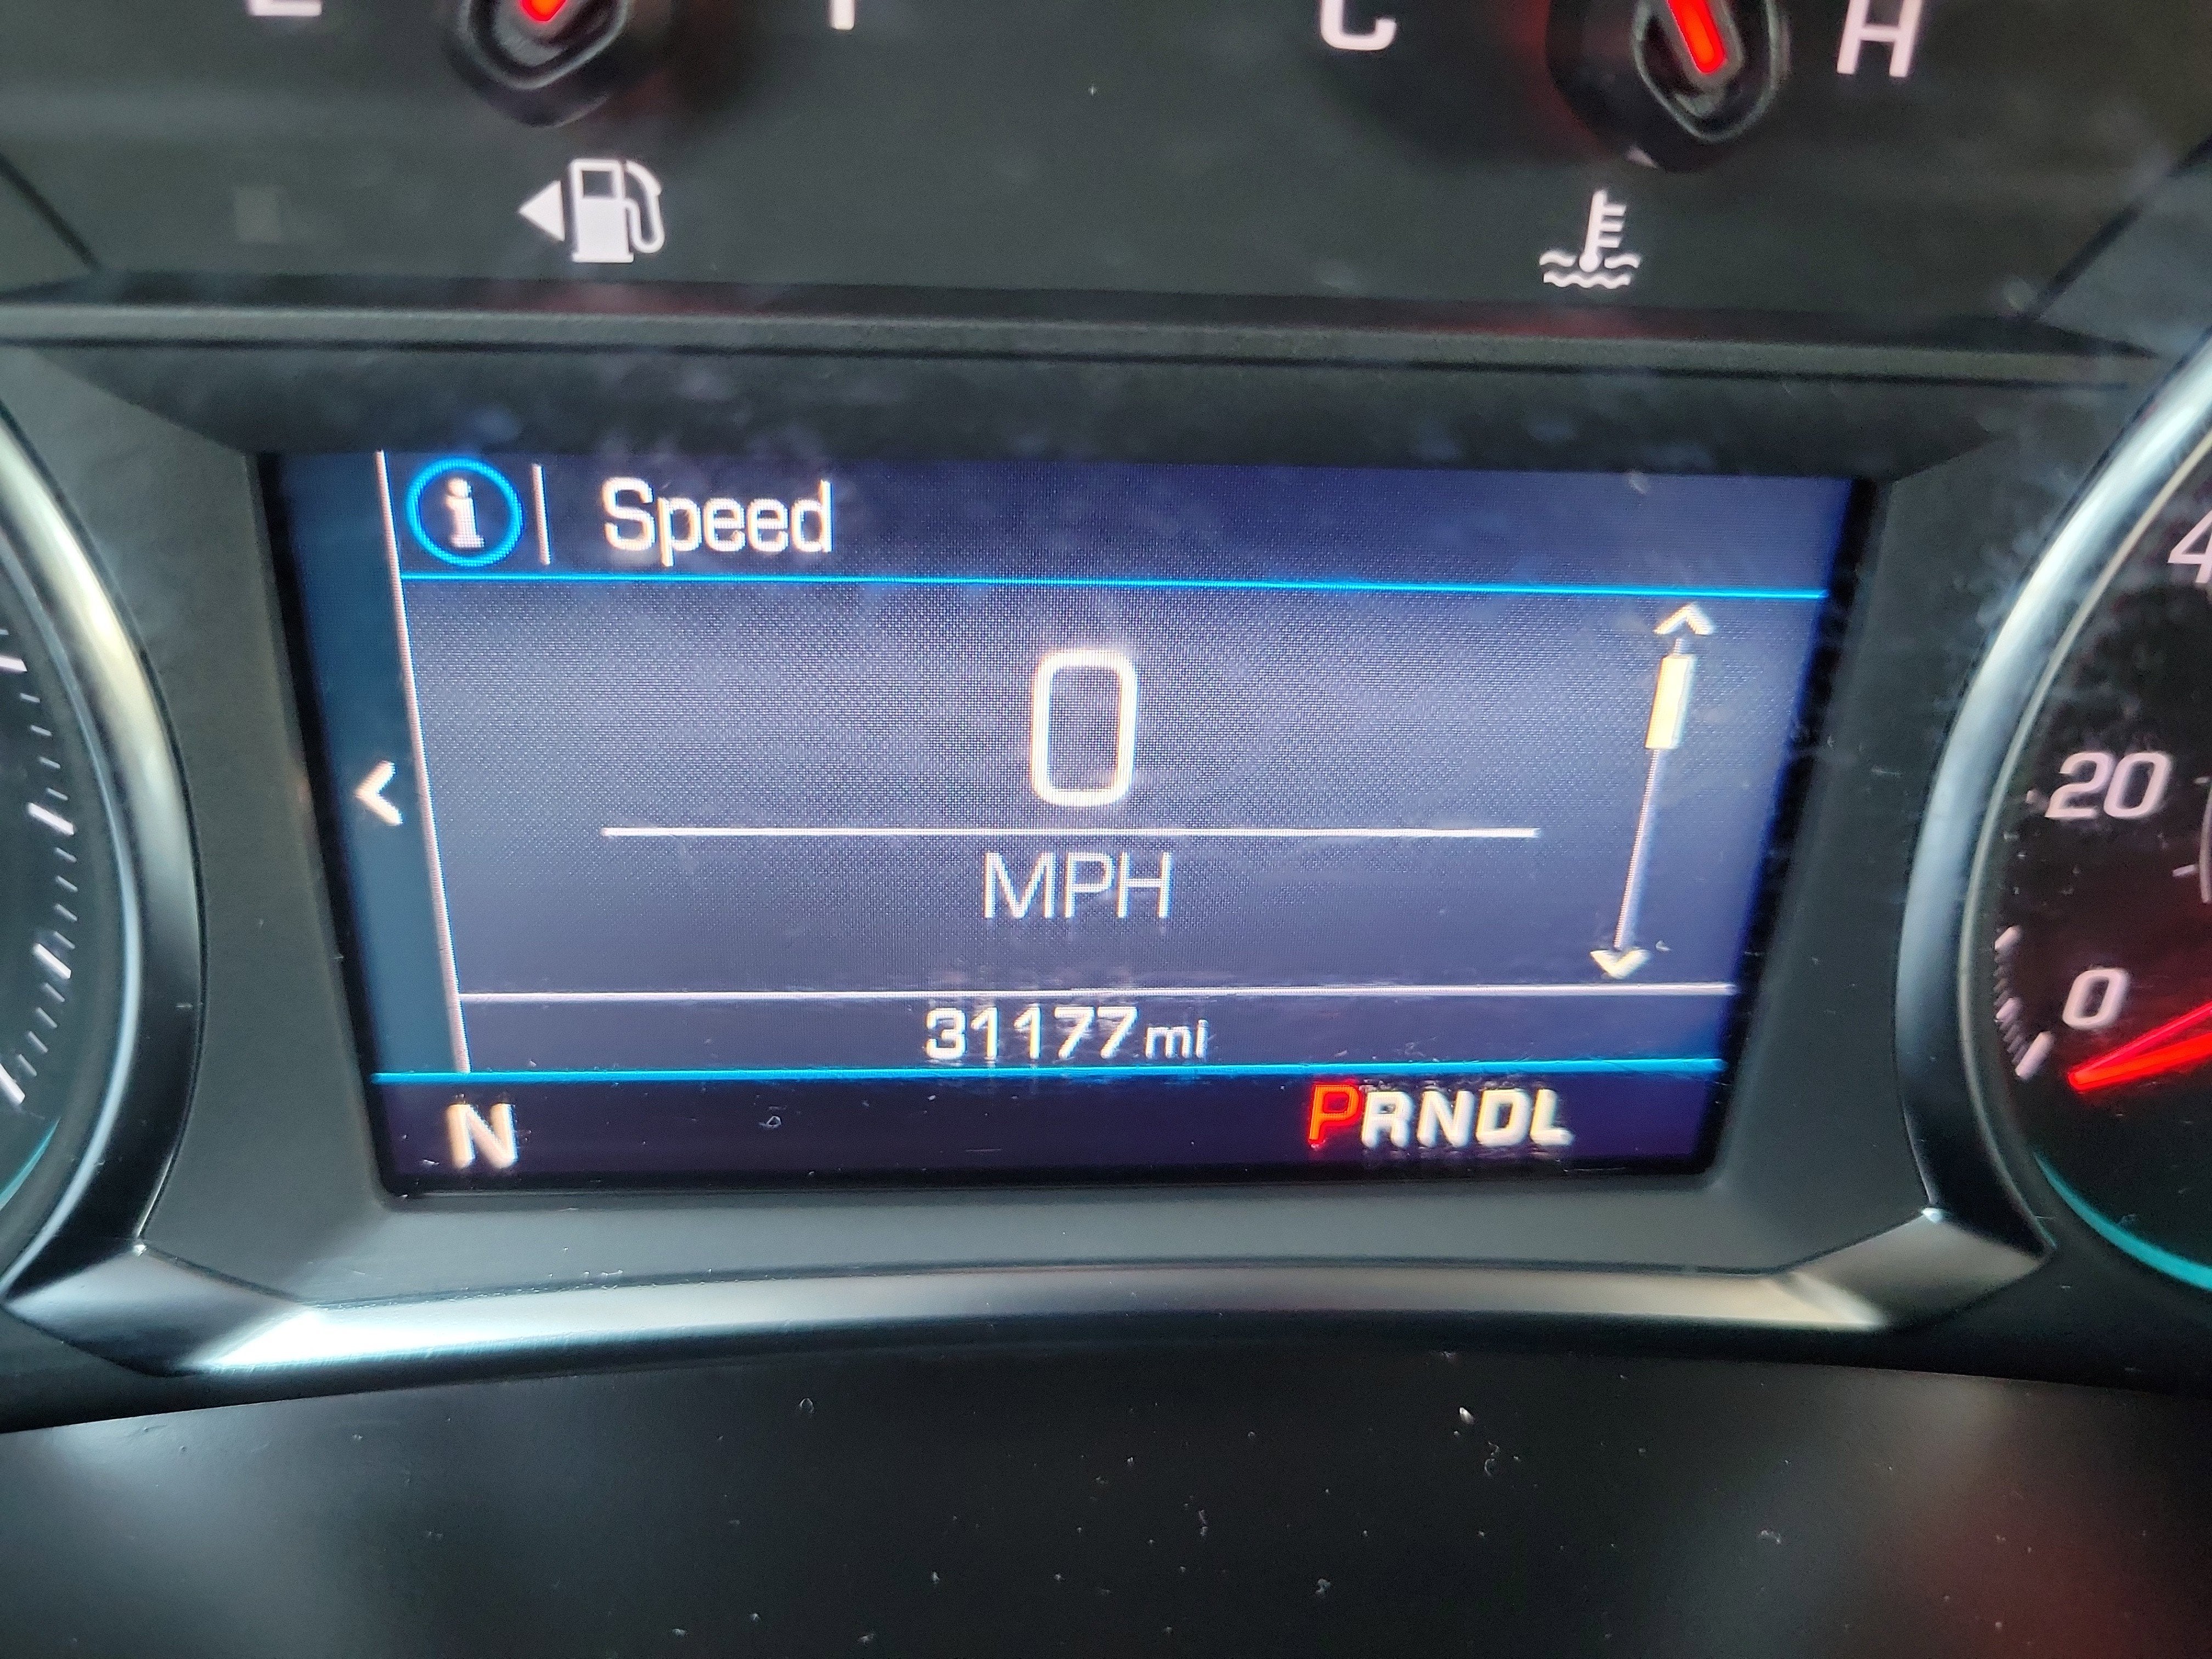 E F
C H
Speed
0
MPH
31177 mi
N PRNDL
20
0